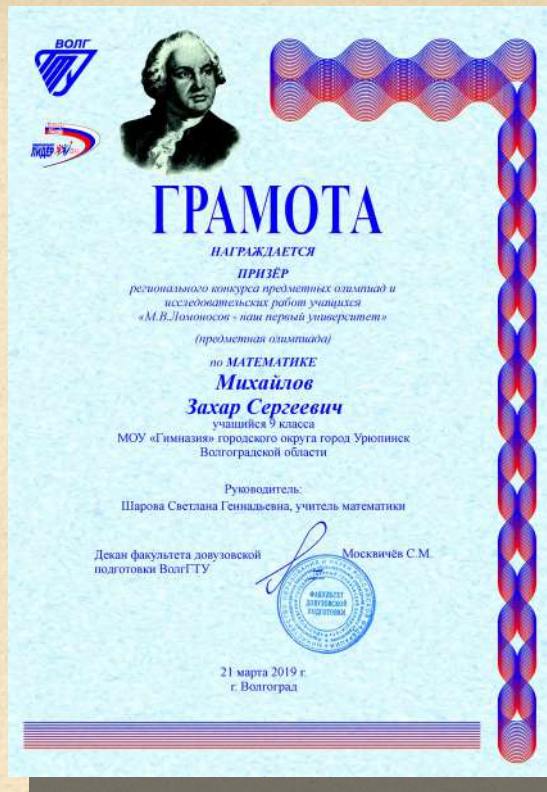 ВОЛГ
ТУ
ЛИДЕР
ГРАМОТА
НАГРАЖДАЕТСЯ
ПРИЗЁР
регионального конкурса предметных олимпиад и
исследовательских работ учащихся
«М.В.Ломоносов - наш первый университет»
(предметная олимпиада)
по МАТЕМАТИКЕ
Михайлов
Захар Сергеевич
учащийся 9 класса
МОУ «Гимназия» городского округа город Урюпинск
Волгоградской области
Руководитель:
Шарова Светлана Геннадьевна, учитель математики
Декан факультета довузовской
подготовки ВолгГТУ
Москвичёв С.М.
ФАКУЛЬТЕТ
ДОВУЗОВСКОЙ
ПОДГОТОВКИ
21 марта 2019 г.
г. Волгоград